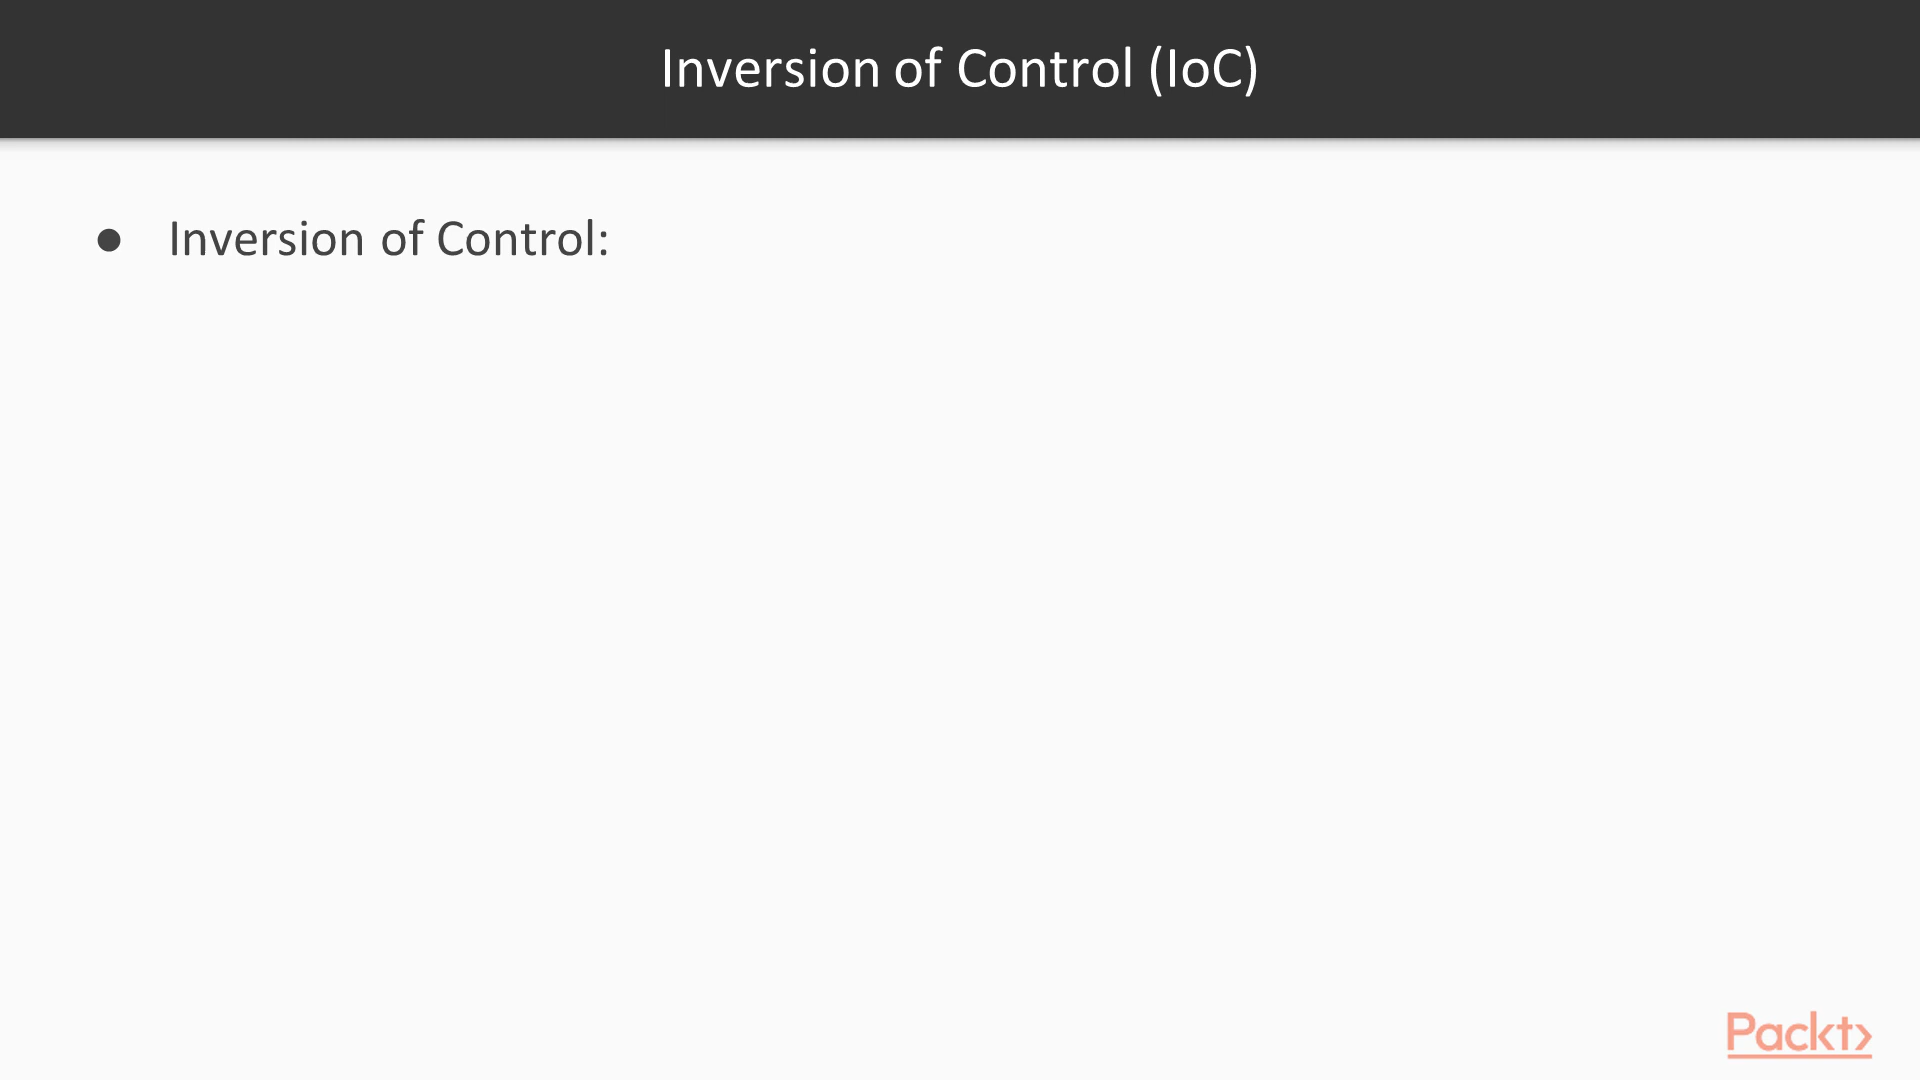 Inversion of Control (IoC)
● Inversion of Control:
Packt>